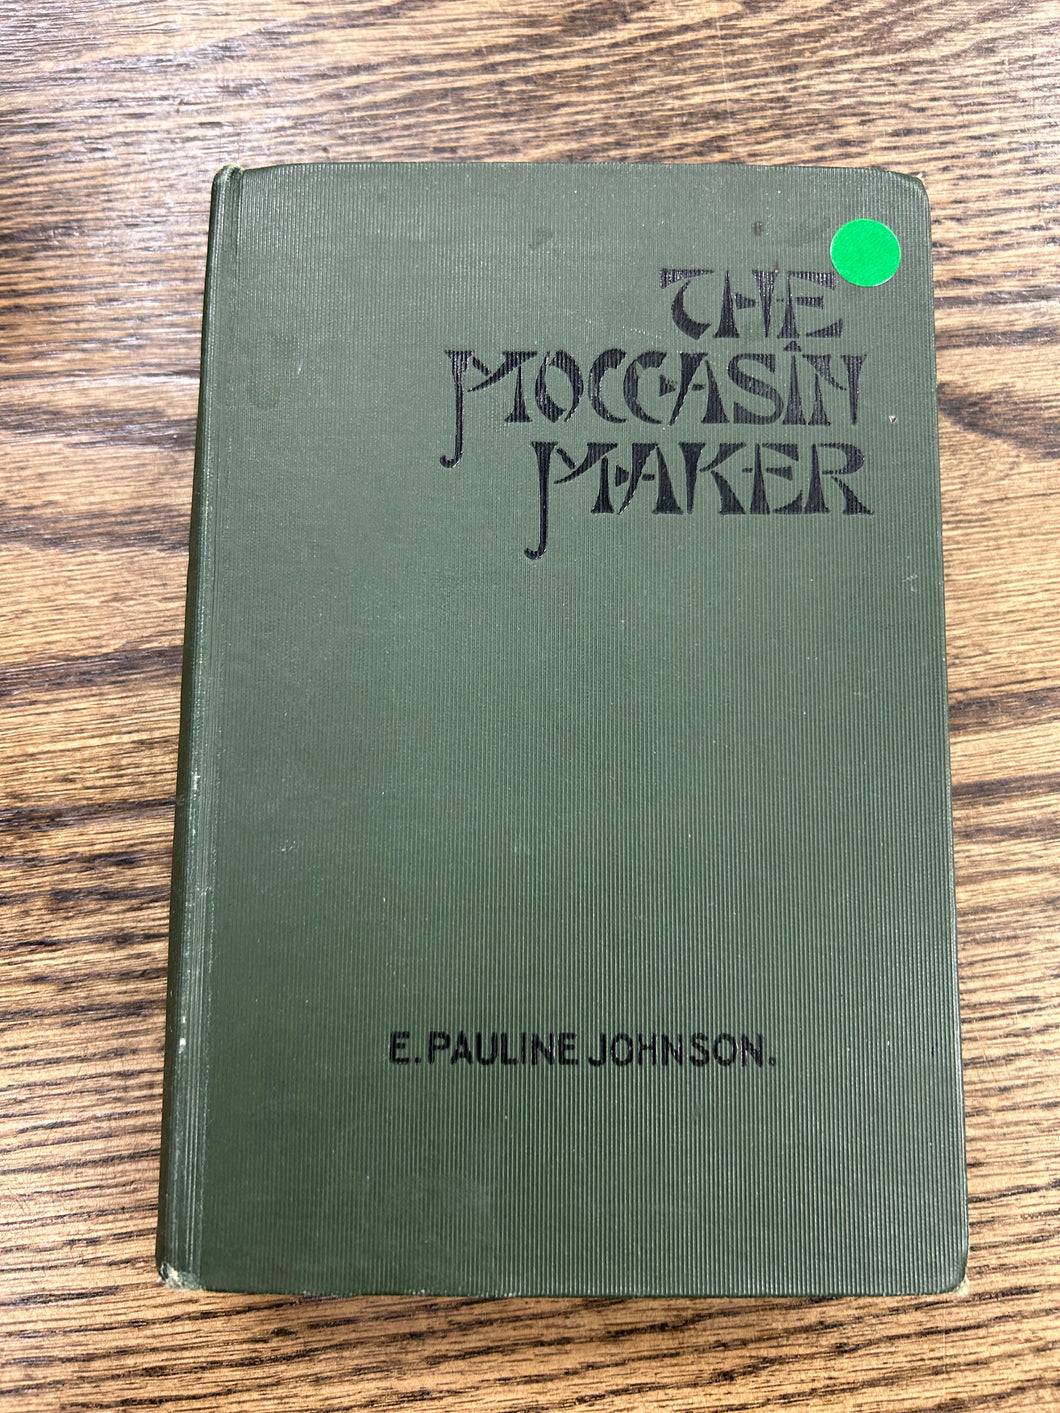 THE
MOCCASIN
MAKER
E. PAULINE JOHNSON.